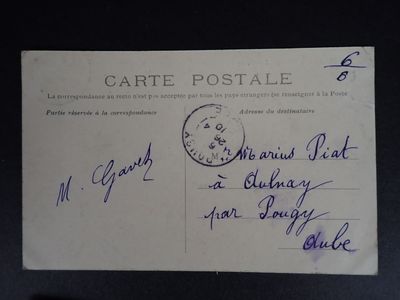 6
B
CARTE POSTALE
La correspondance au recto n'est pas acceptée par tous les pays étrangers (se renseigner à la Poste
Partie réservée à la correspondance
Adresse du destinataire
POUGY
M. Gavet
Marius Piat
à Aulnay
par Pougy
Aube